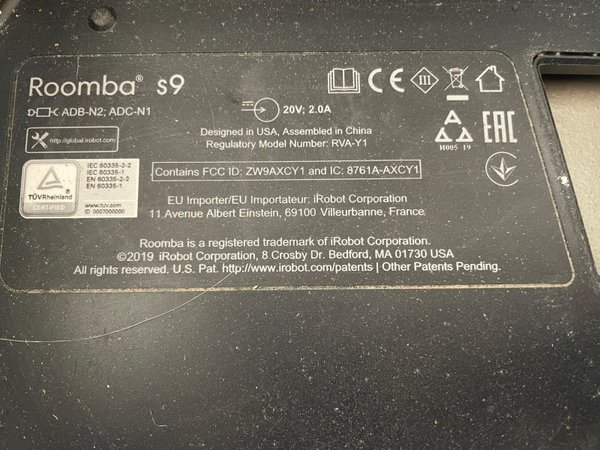 Roomba® s9
CE
III
ADB-N2; ADC-N1
20V; 2.0A
http://global.irobot.com
Designed in USA, Assembled in China
Regulatory Model Number: RVA-Y1
H005 19
EAC
TÜVRheinland
CERTIFIED
IEC 60335-2-2
IEC 60335-1
EN 60335-2-2
EN 60335-1
www.tuv.com
ID 0007000000
Contains FCC ID: ZW9AXCY1 and IC: 8761A-AXCY1
EU Importer/EU Importateur: iRobot Corporation
11 Avenue Albert Einstein, 69100 Villeurbanne, France
Roomba is a registered trademark of iRobot Corporation.
©2019 iRobot Corporation, 8 Crosby Dr. Bedford, MA 01730 USA
All rights reserved. U.S. Pat. http://www.irobot.com/patents | Other Patents Pending.